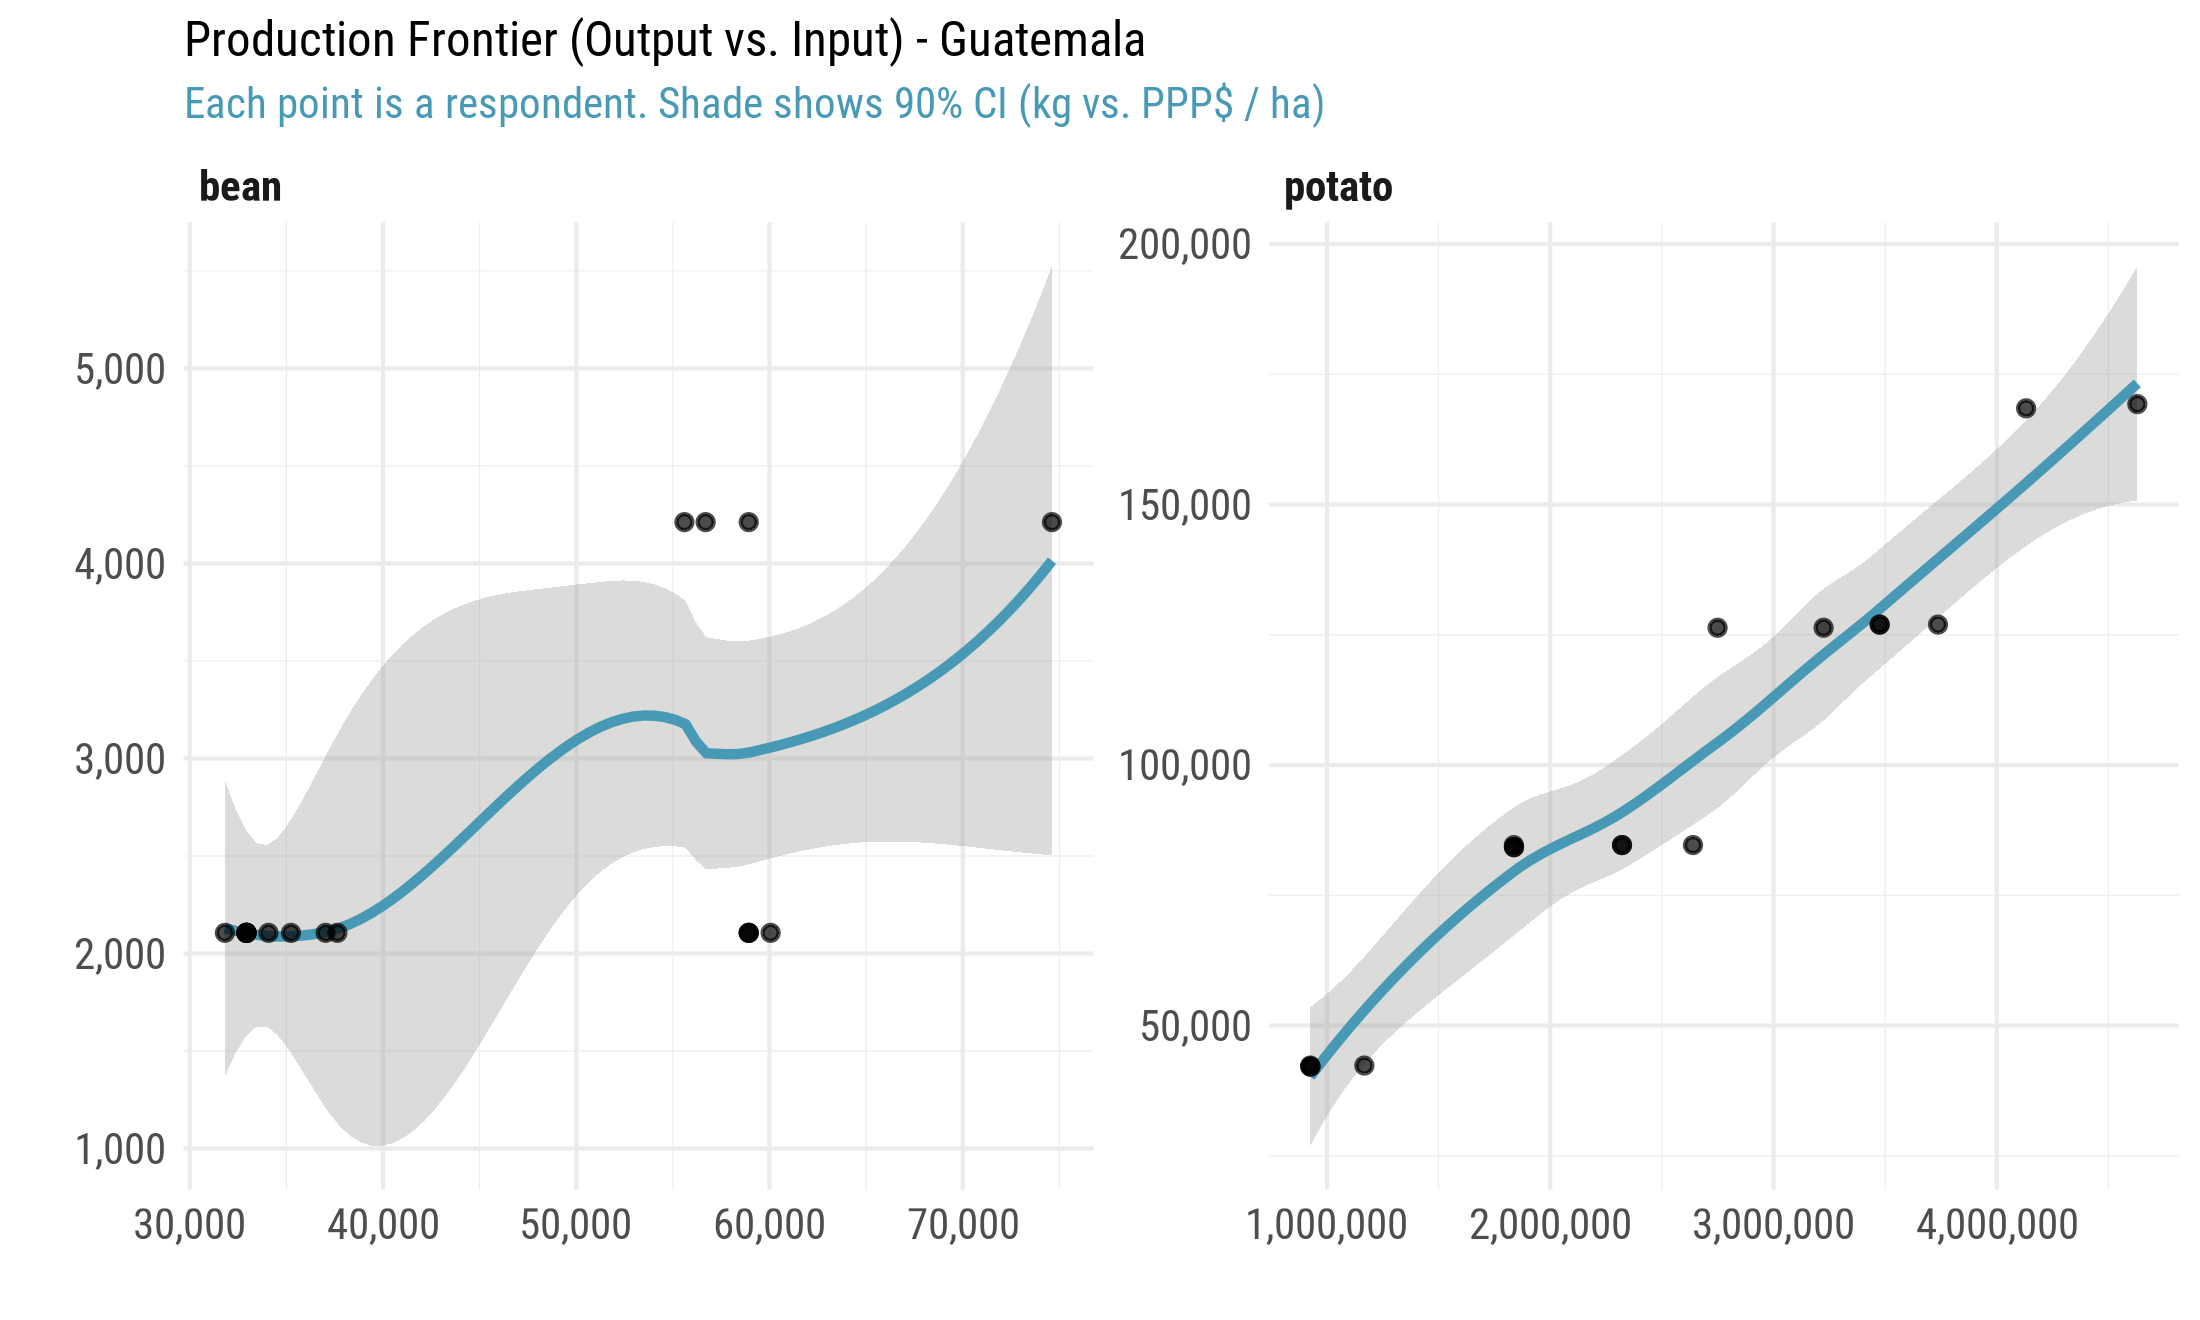 Production Frontier (Output vs. Input) - Guatemala
Each point is a respondent. Shade shows 90% CI (kg vs. PPP$ / ha)
bean
5,000
4,000
3,000
2,000
1,000
30,000 40,000 50,000 60,000 70,000
potato
200,000
150,000
100,000
50,000
1,000,000 2,000,000 3,000,000 4,000,000